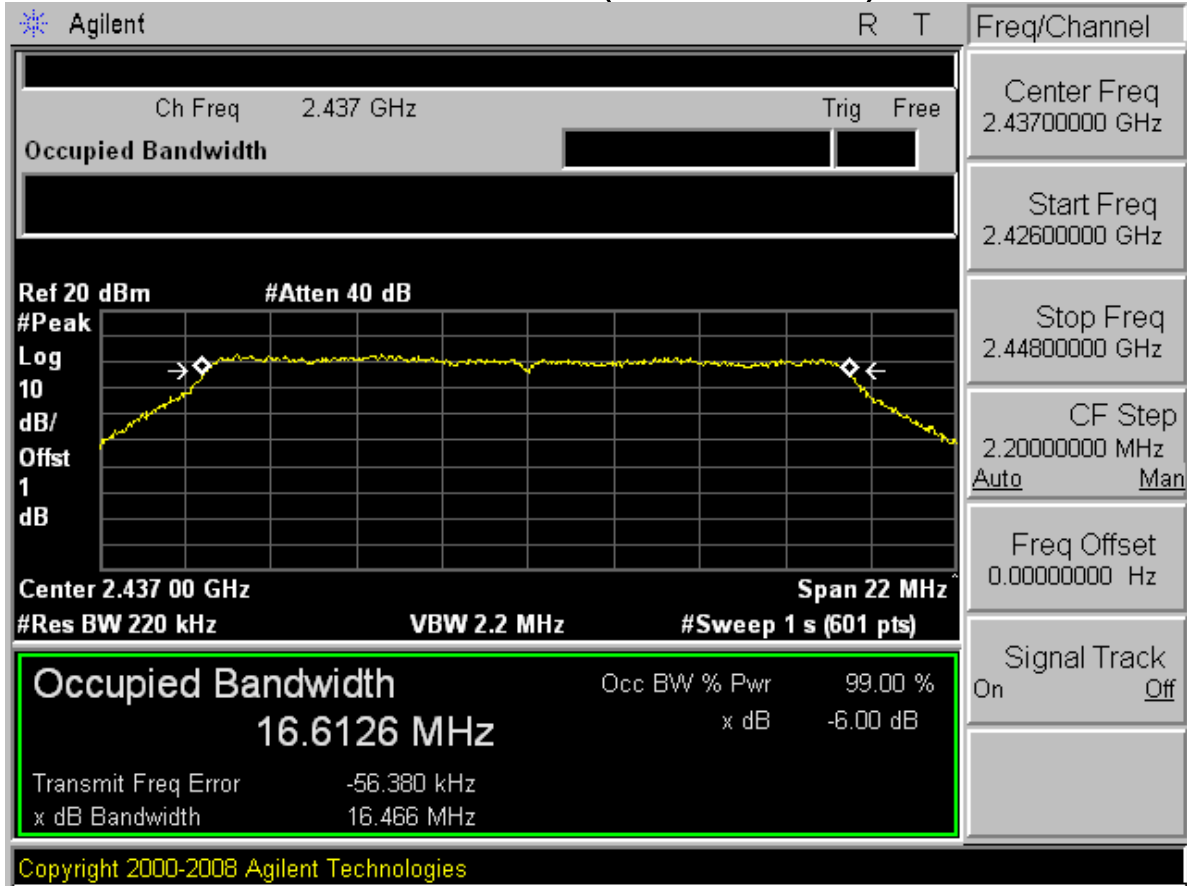 Agilent R T
Freq/Channel
Ch Freq 2.437 GHz Trig Free
Occupied Bandwidth
Center Freq
2.43700000 GHz
Start Freq
2.42600000 GHz
Stop Freq
2.44800000 GHz
CF Step
2.20000000 MHz
Auto Man
Freq Offset
0.00000000 Hz
Signal Track
On Off
Ref 20 dBm #Atten 40 dB
#Peak
Log
10
dB/
Offst
1
dB
Center 2.437 00 GHz Span 22 MHz^
#Res BW 220 kHz VBW 2.2 MHz #Sweep 1 s (601 pts)
Occupied Bandwidth Occ BW % Pwr 99.00 %
16.6126 MHz x dB -6.00 dB
Transmit Freq Error -56.380 kHz
x dB Bandwidth 16.466 MHz
Copyright 2000-2008 Agilent Technologies